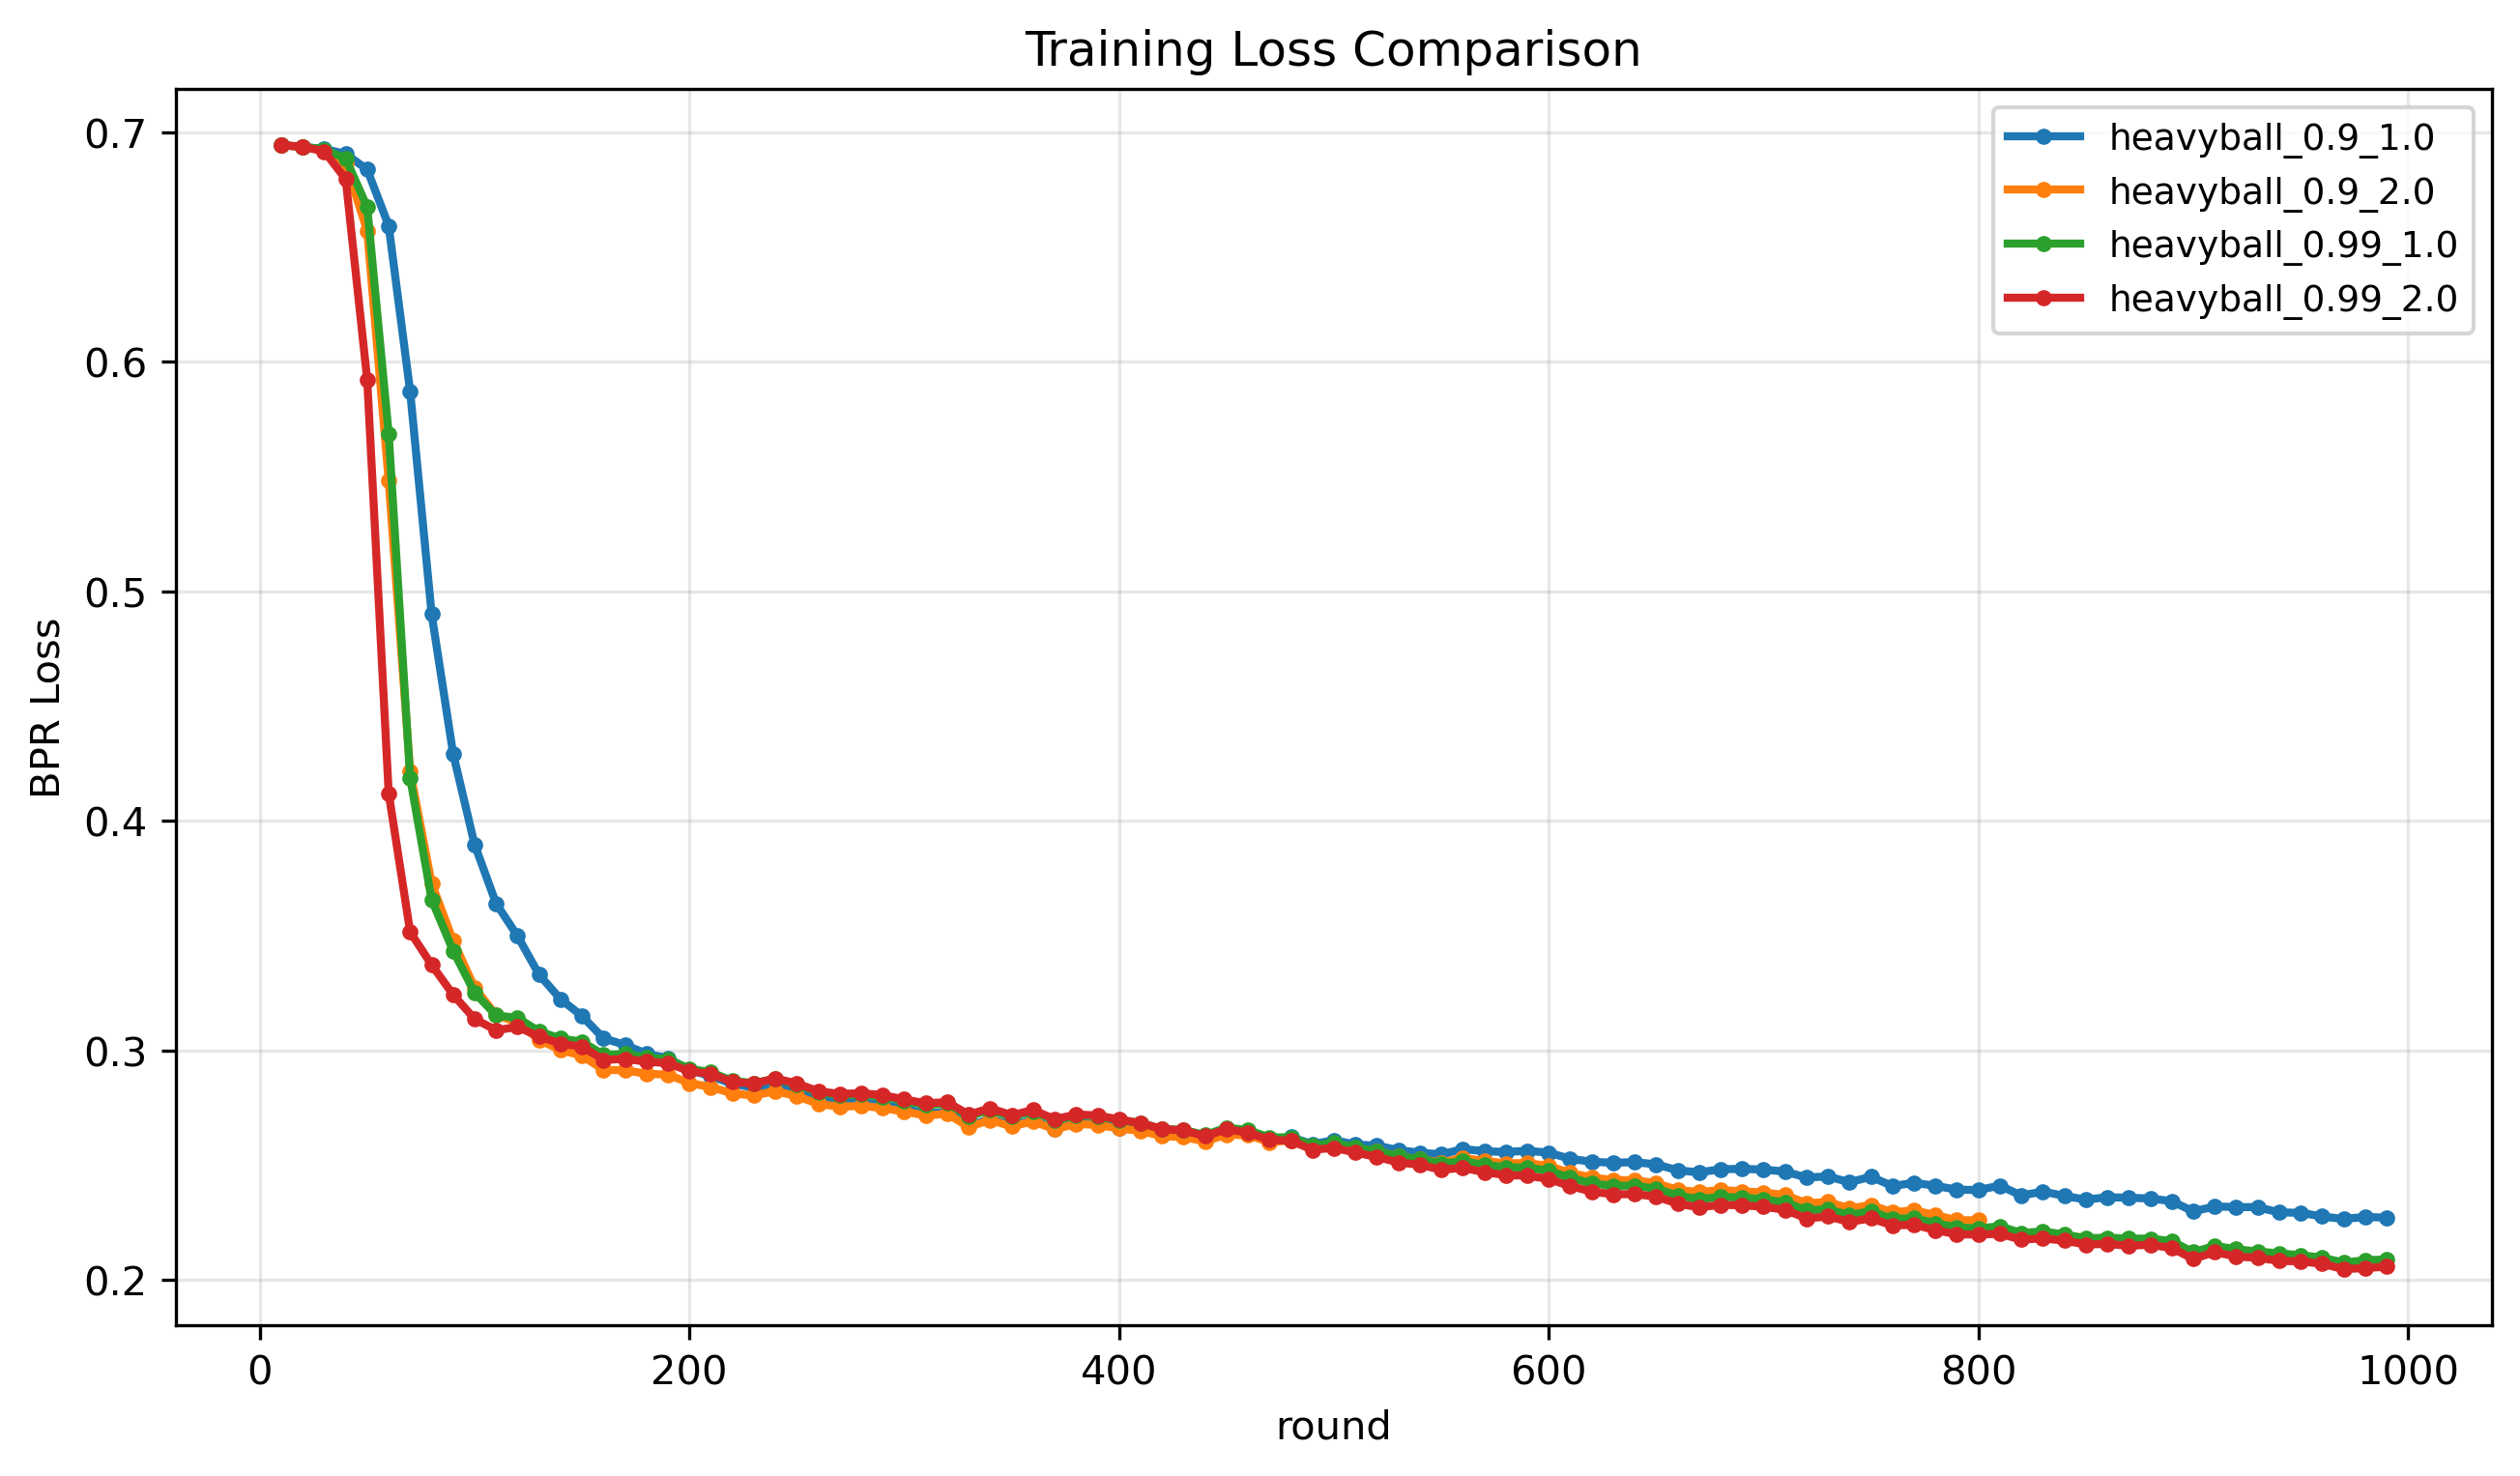 Training Loss Comparison
heavyball_0.9_1.0
heavyball_0.9_2.0
heavyball_0.99_1.0
heavyball_0.99_2.0
BPR Loss
0.7
0.6
0.5
0.4
0.3
0.2
0 200 400 600 800 1000
round